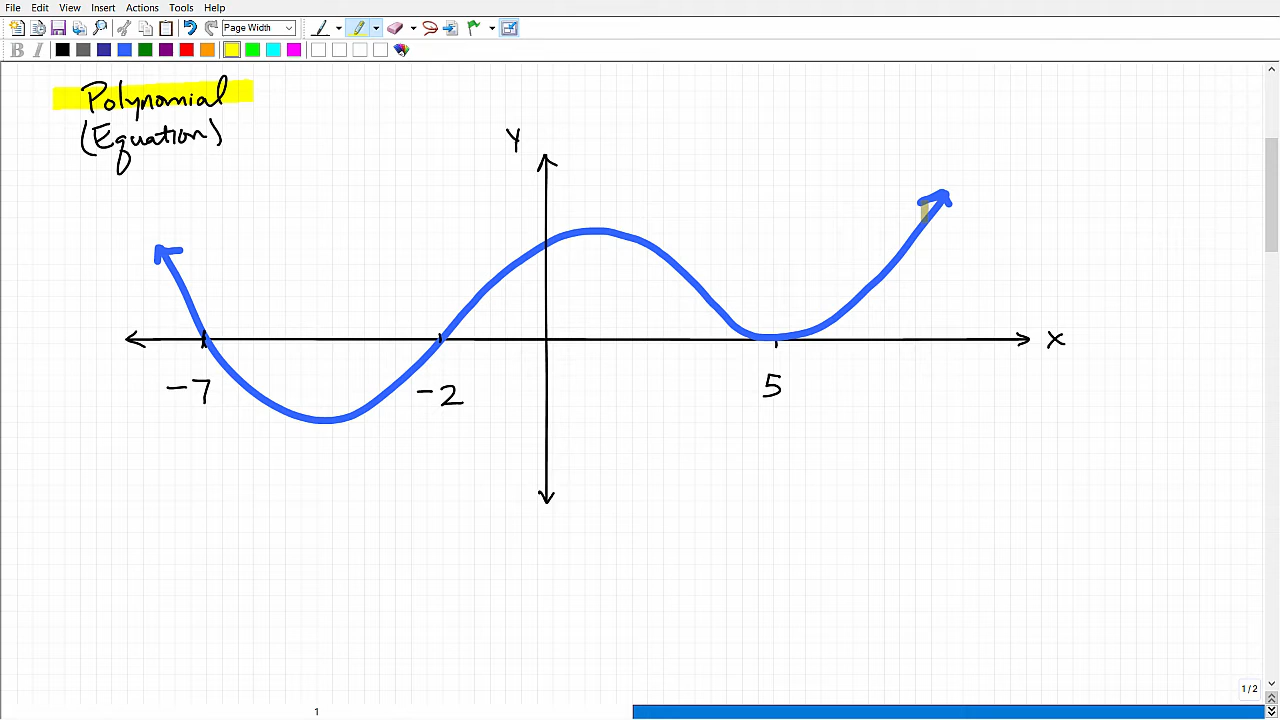 File Edit View Insert Actions Tools Help
Page Width
B I
Polynomial
(Equation)
Y
X
-7 -2 5
1/2
1